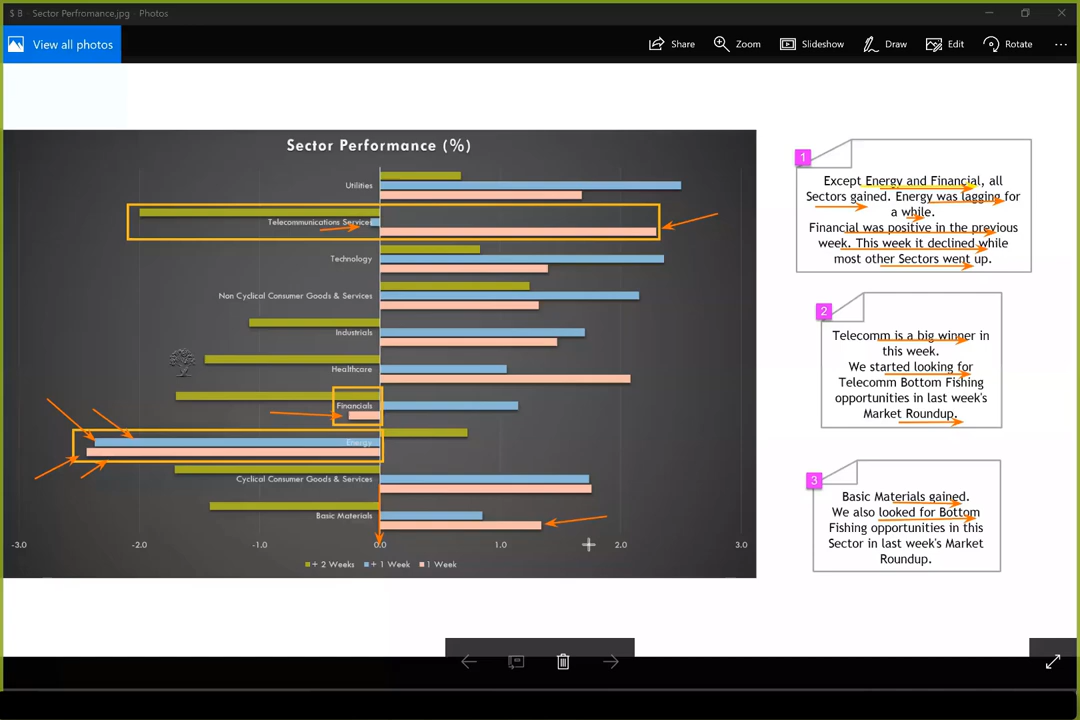 $ B - Sector Perfromance.jpg - Photos
View all photos
Share
Zoom
Slideshow
Draw
Edit
Rotate
Sector Performance (%)
Utilities
Telecommunications Services
Technology
Non Cyclical Consumer Goods & Services
Industrials
Healthcare
Financials
Energy
Cyclical Consumer Goods & Services
Basic Materials
-3.0 -2.0 -1.0 0.0 1.0 2.0 3.0
+ 2 Weeks + 1 Week 1 Week
1
Except Energy and Financial, all
Sectors gained. Energy was lagging for
a while.
Financial was positive in the previous
week. This week it declined while
most other Sectors went up.
2
Telecomm is a big winner in
this week.
We started looking for
Telecomm Bottom Fishing
opportunities in last week's
Market Roundup.
3
Basic Materials gained.
We also looked for Bottom
Fishing opportunities in this
Sector in last week's Market
Roundup.